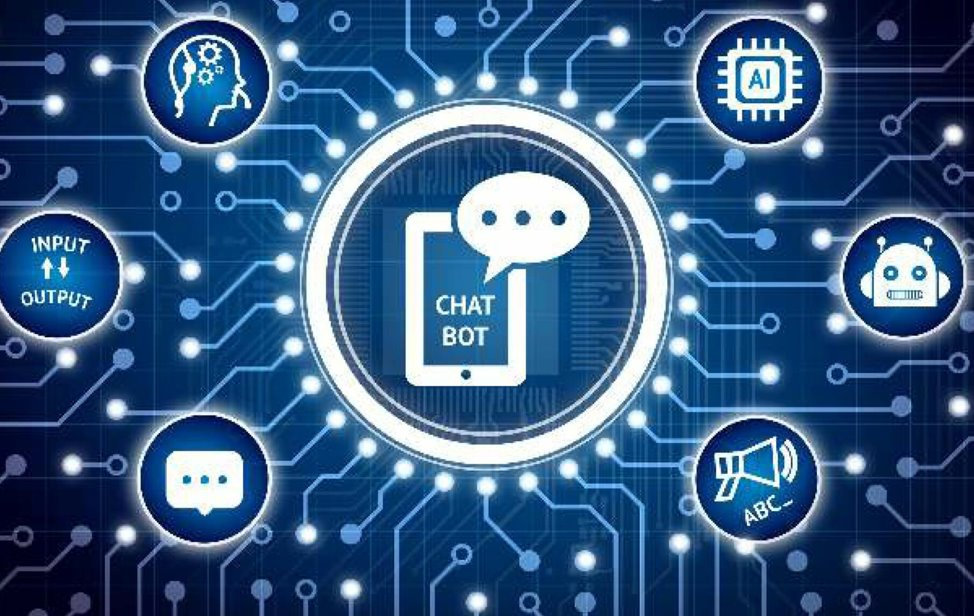 AI
INPUT
OUTPUT
CHAT
BOT
ABC_